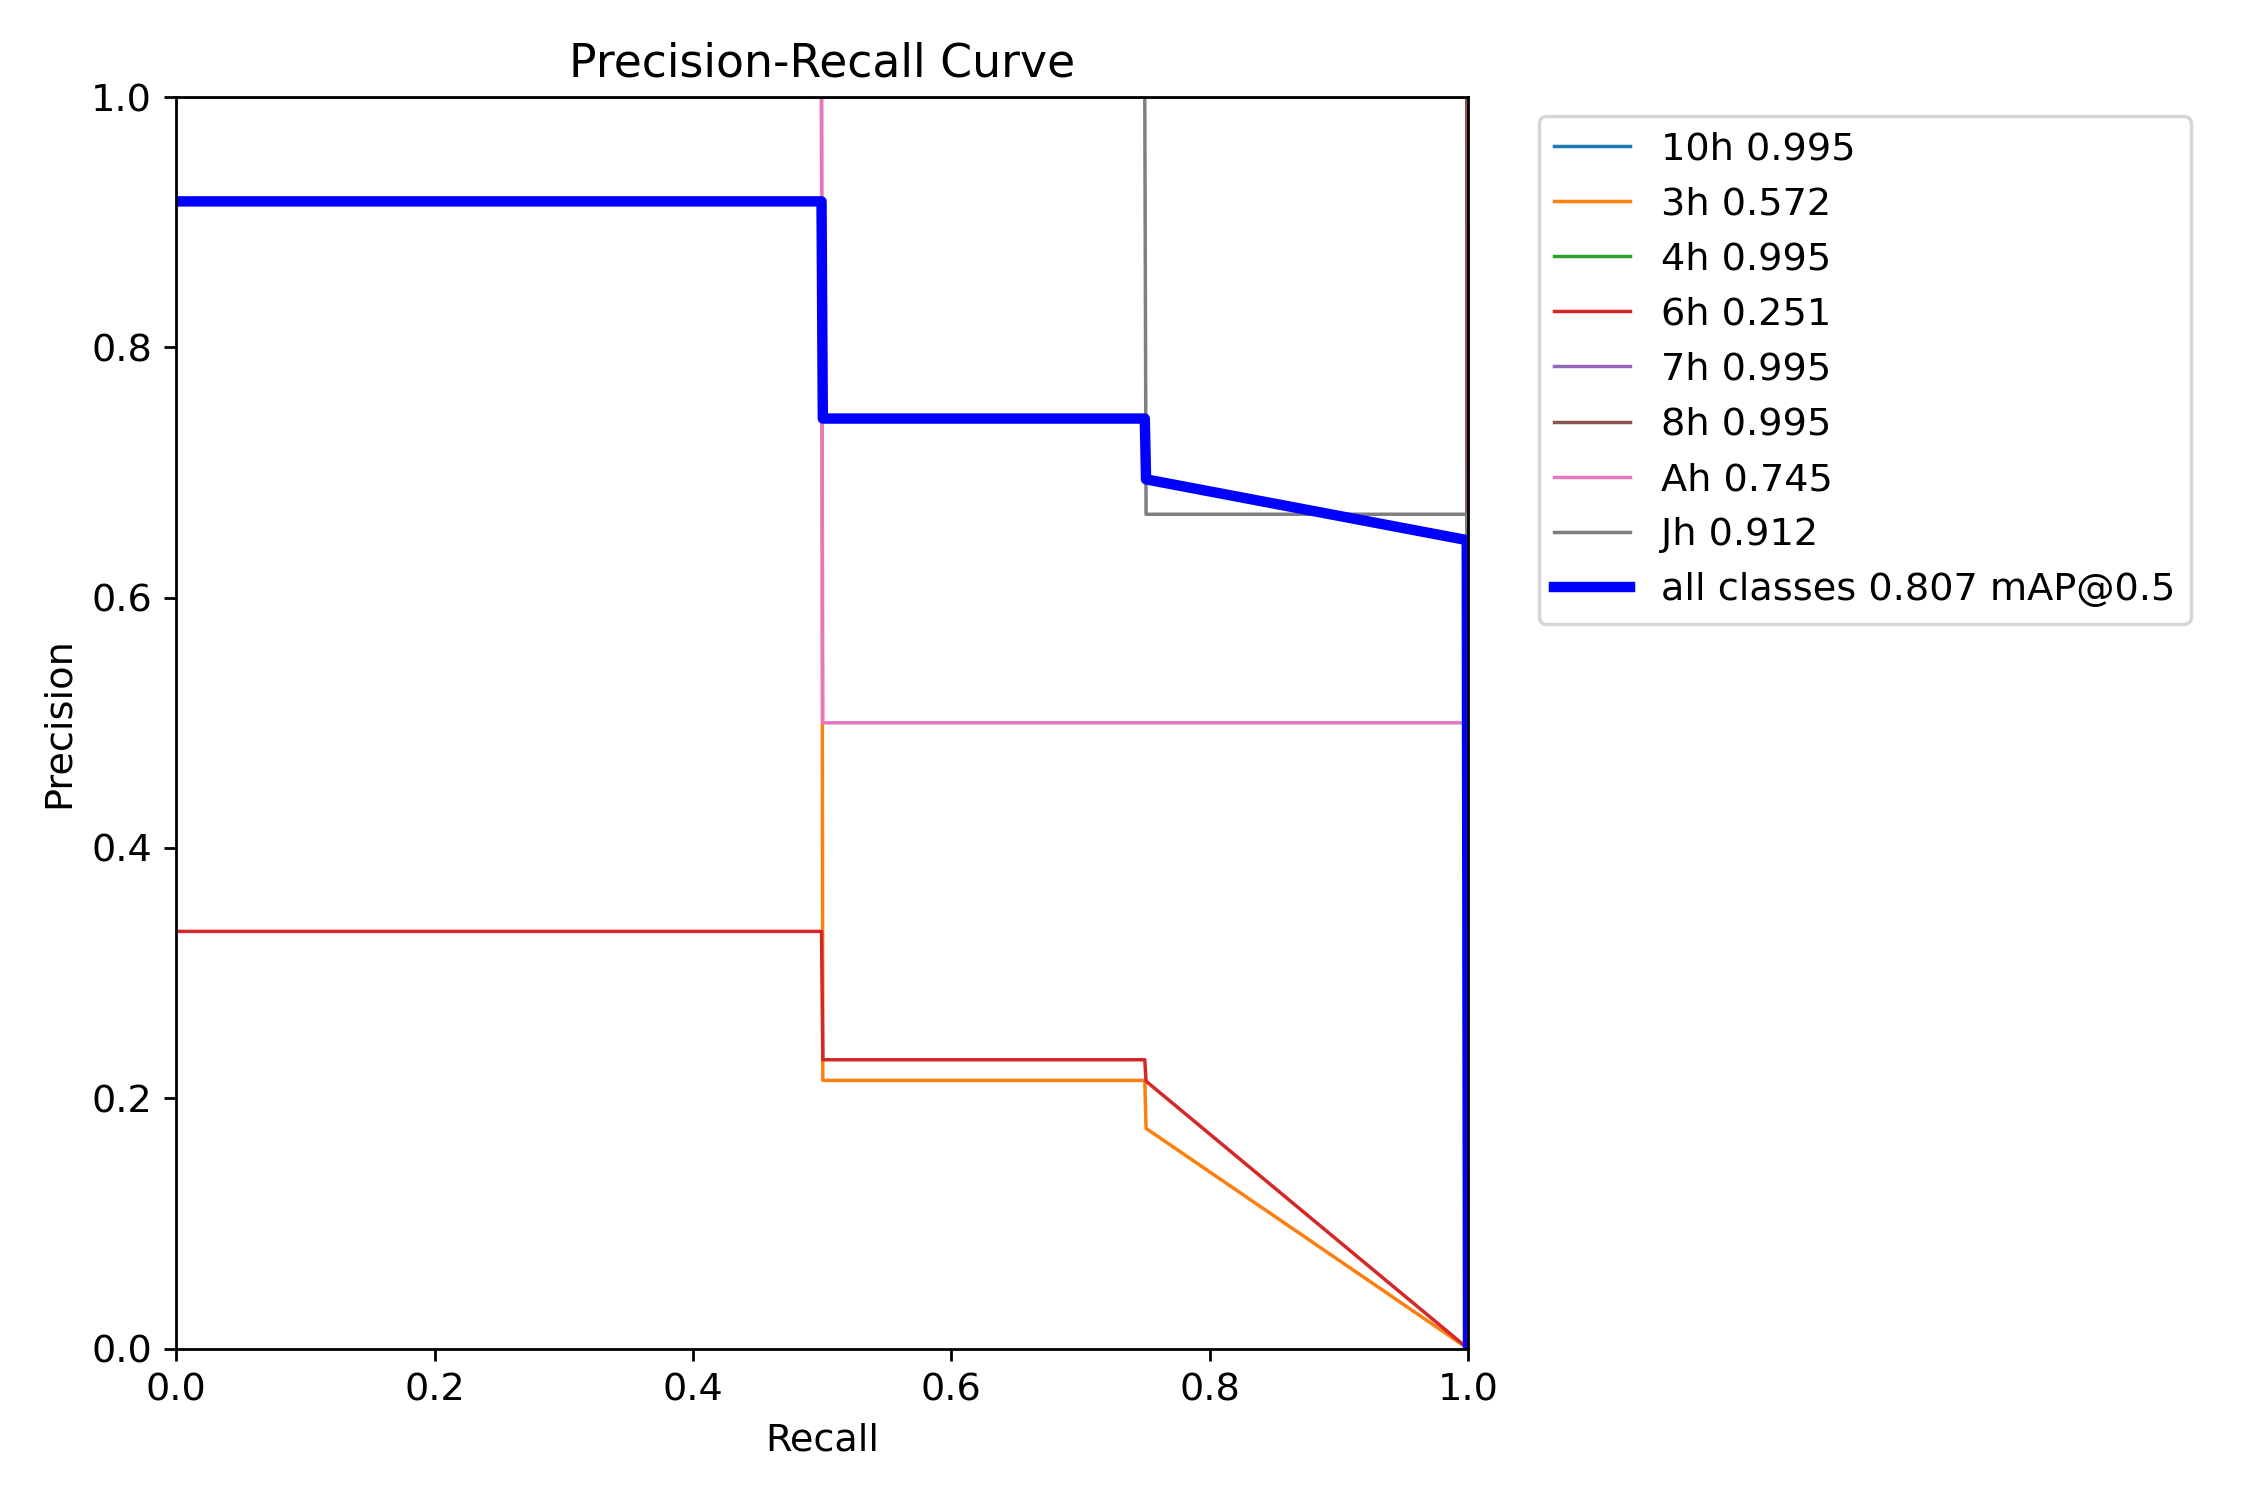 Precision-Recall Curve
1.0
0.8
0.6
0.4
0.2
0.0
Precision
0.0 0.2 0.4 0.6 0.8 1.0
Recall
10h 0.995
3h 0.572
4h 0.995
6h 0.251
7h 0.995
8h 0.995
Ah 0.745
Jh 0.912
all classes 0.807 mAP@0.5